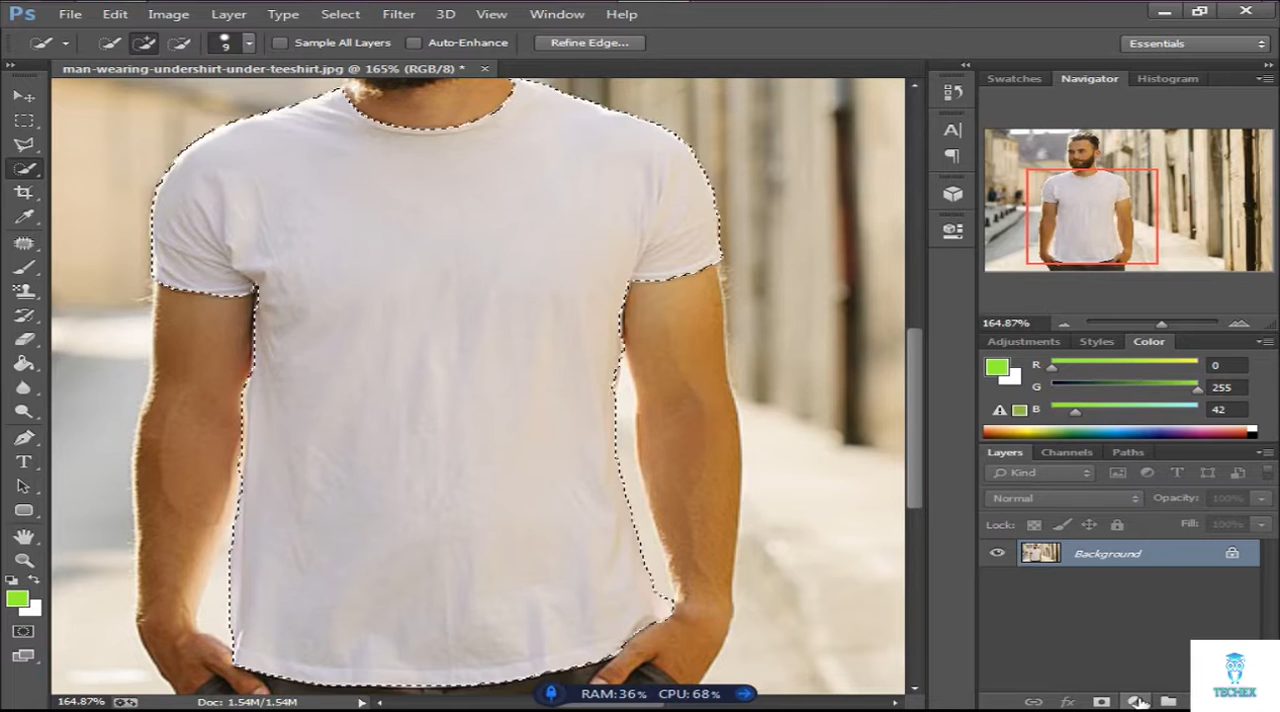 Ps File Edit Image Layer Type Select Filter 3D View Window Help
9 Sample All Layers Auto-Enhance Refine Edge... Essentials
man-wearing-undershirt-under-teeshirt.jpg @ 165% (RGB/8) *
Swatches Navigator Histogram
164.87%
Adjustments Styles Color
R 0
G 255
B 42
Layers Channels Paths
Kind
Normal Opacity: 100%
Lock: Fill: 100%
Background
TECHEX
164.87% Doc: 1.54M/1.54M RAM:36% CPU:68%
fx